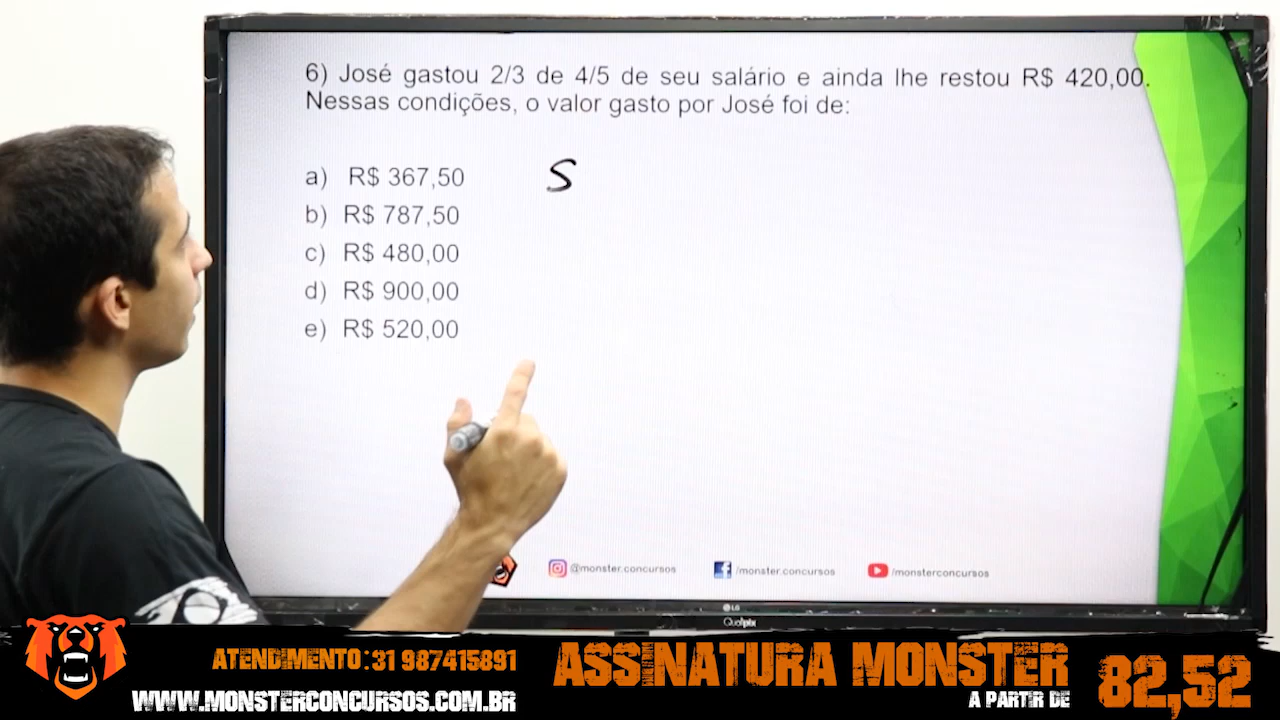 6) José gastou 2/3 de 4/5 de seu salário e ainda lhe restou R$ 420,00.
Nessas condições, o valor gasto por José foi de:
a) R$ 367,50
S
b) R$ 787,50
c) R$ 480,00
d) R$ 900,00
e) R$ 520,00
@monster.concursos
/monster.concursos
/monsterconcursos
LG
Qualipix
ATENDIMENTO: 31 987415891
WWW.MONSTERCONCURSOS.COM.BR
ASSINATURA MONSTER
A PARTIR DE
82,52